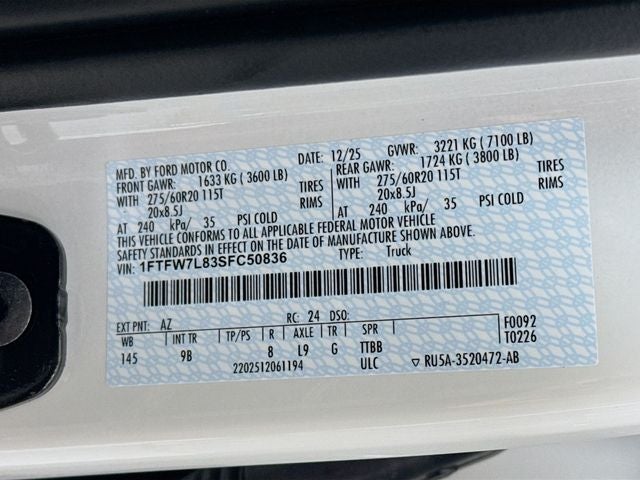 MFD. BY FORD MOTOR CO. DATE: 12/25 GVWR: 3221 KG ( 7100 LB)
FRONT GAWR: 1633 KG ( 3600 LB) REAR GAWR: 1724 KG ( 3800 LB)
WITH 275/60R20 115T TIRES WITH 275/60R20 115T TIRES
20x8.5J RIMS 20x8.5J RIMS
AT 240 kPa/ 35 PSI COLD AT 240 kPa/ 35 PSI COLD
THIS VEHICLE CONFORMS TO ALL APPLICABLE FEDERAL MOTOR VEHICLE
SAFETY STANDARDS IN EFFECT ON THE DATE OF MANUFACTURE SHOWN ABOVE.
VIN: 1FTFW7L83SFC50836 TYPE: Truck
EXT PNT: AZ RC: 24 DSO: F0092
WB INT TR TP/PS R AXLE TR SPR T0226
145 9B 8 L9 G TTBB
2202512061194 ULC ▽ RU5A-3520472-AB